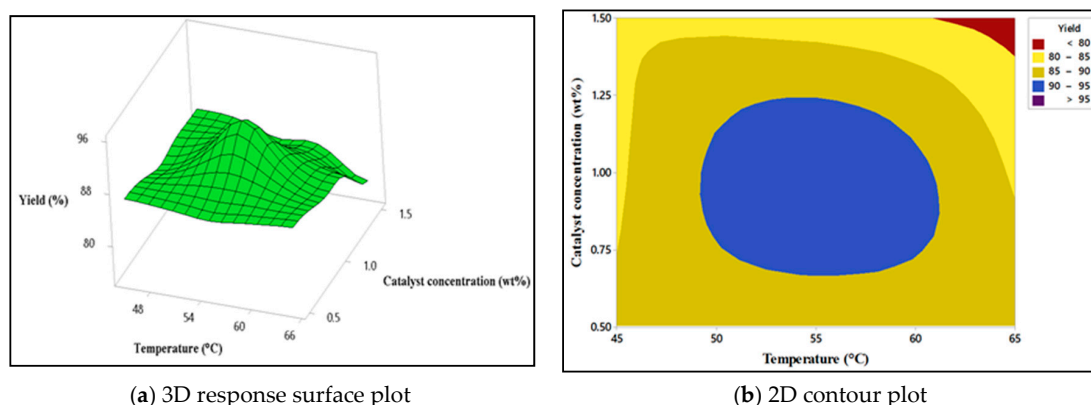 96
88
80
Yield (%)
48
54
60
66
Temperature (°C)
0.5
1.0
1.5
Catalyst concentration (wt%)
(a) 3D response surface plot
1.50
1.25
1.00
0.75
0.50
Catalyst concentration (wt%)
45
50
55
60
65
Temperature (°C)
Yield
< 80
80 – 85
85 – 90
90 – 95
> 95
(b) 2D contour plot